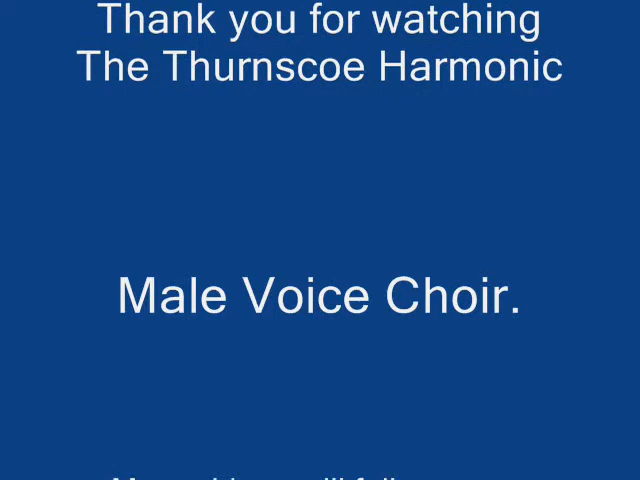 Thank you for watching
The Thurnscoe Harmonic
Male Voice Choir.